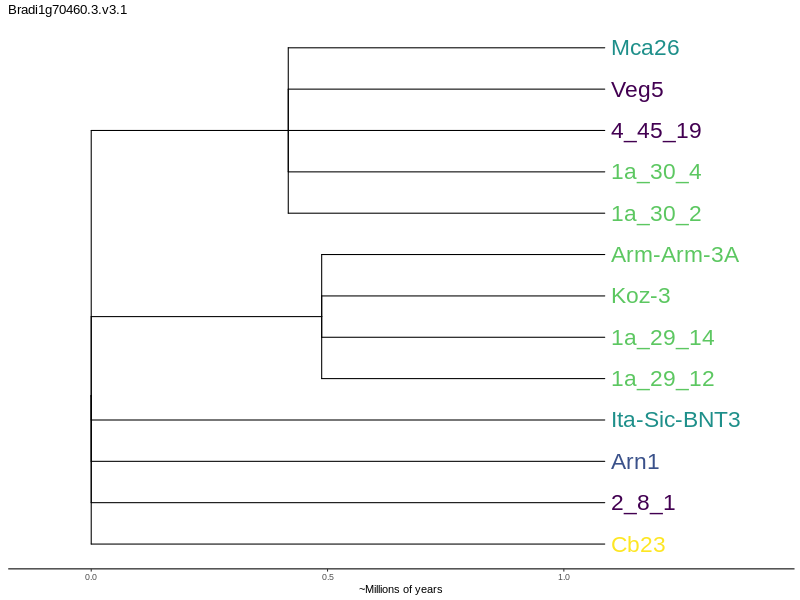 Bradi1g70460.3.v3.1
Mca26
Veg5
4_45_19
1a_30_4
1a_30_2
Arm-Arm-3A
Koz-3
1a_29_14
1a_29_12
Ita-Sic-BNT3
Arn1
2_8_1
Cb23
0.0 0.5 1.0
~Millions of years